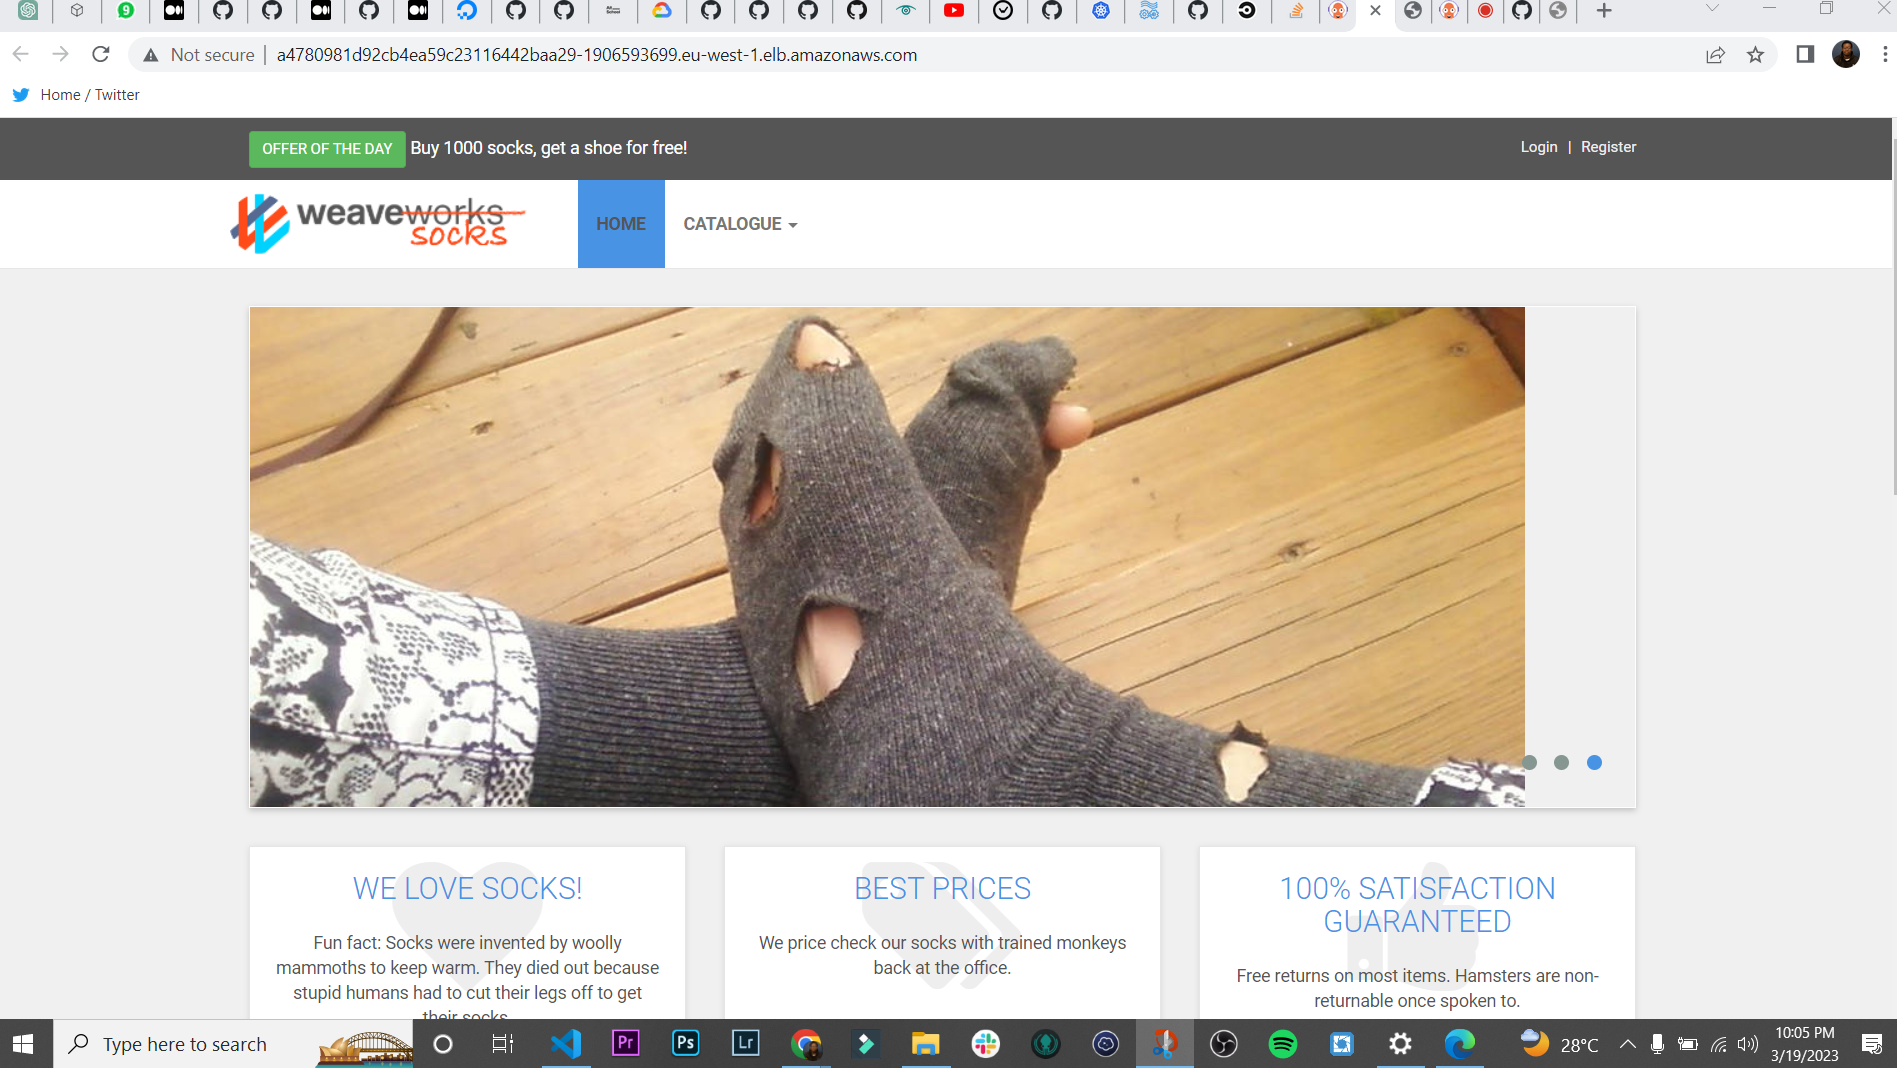 9
Not secure
a4780981d92cb4ea59c23116442baa29-1906593699.eu-west-1.elb.amazonaws.com
Home / Twitter
OFFER OF THE DAY
Buy 1000 socks, get a shoe for free!
Login | Register
weaveworks
socks
HOME
CATALOGUE
WE LOVE SOCKS!
Fun fact: Socks were invented by woolly
mammoths to keep warm. They died out because
stupid humans had to cut their legs off to get
their socks.
BEST PRICES
We price check our socks with trained monkeys
back at the office.
100% SATISFACTION
GUARANTEED
Free returns on most items. Hamsters are non-
returnable once spoken to.
Type here to search
Pr
Ps
Lr
28°C
10:05 PM
3/19/2023